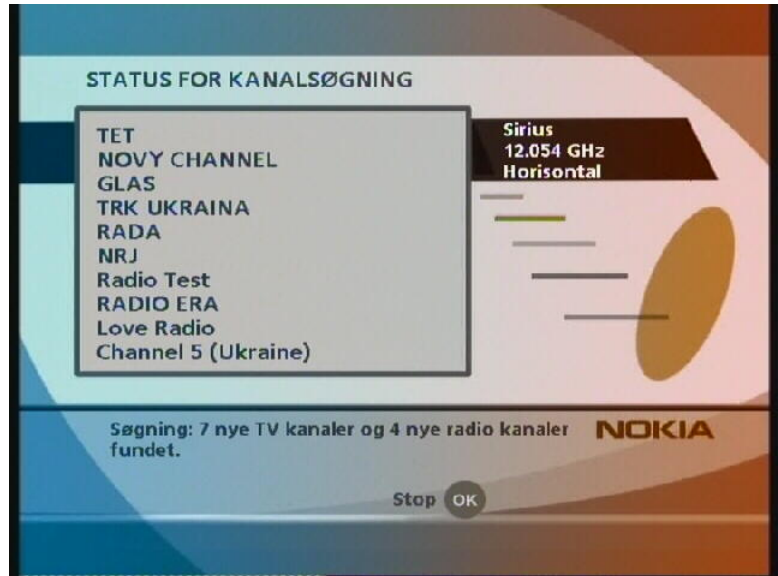 STATUS FOR KANALSØGNING
TET
NOVY CHANNEL
GLAS
TRK UKRAINA
RADA
NRJ
Radio Test
RADIO ERA
Love Radio
Channel 5 (Ukraine)
Sirius
12.054 GHz
Horisontal
Søgning: 7 nye TV kanaler og 4 nye radio kanaler
fundet.
NOKIA
Stop OK